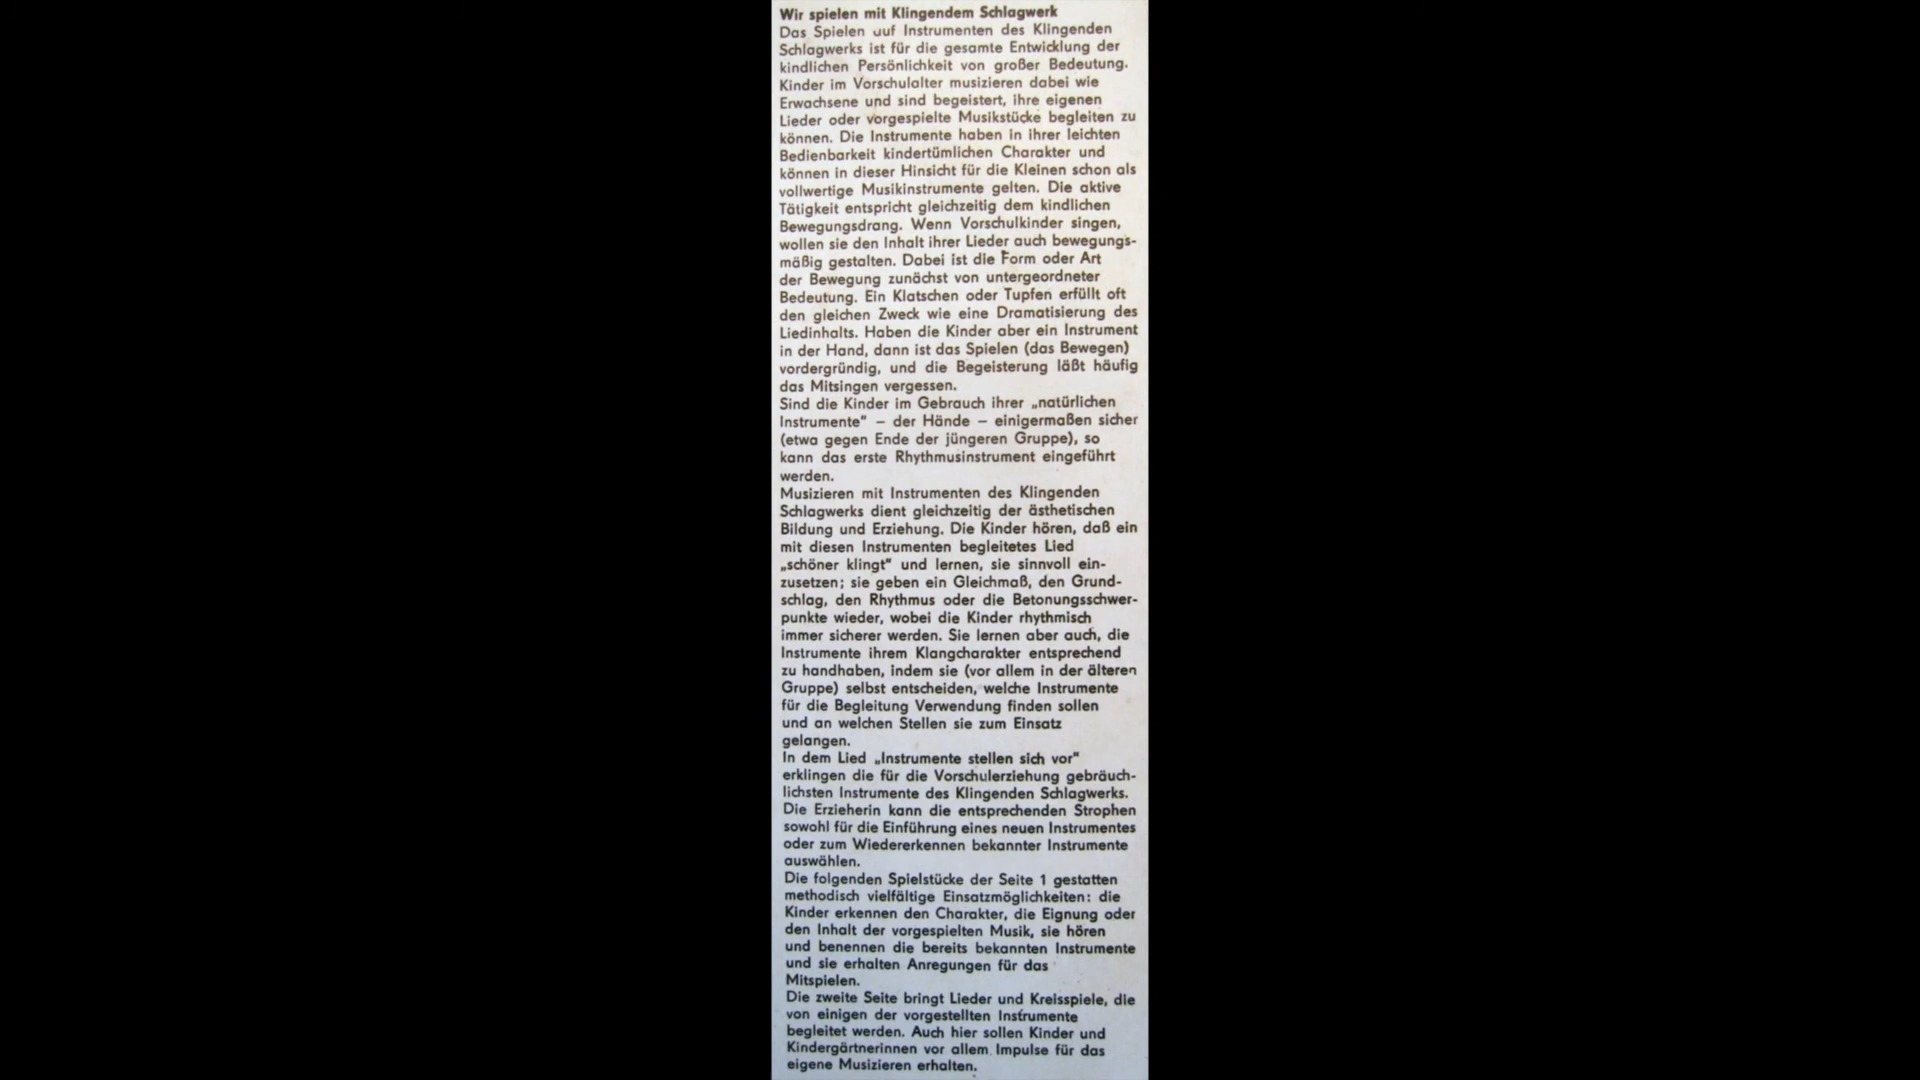 Wir spielen mit Klingendem Schlagwerk
Das Spielen auf Instrumenten des Klingenden
Schlagwerks ist für die gesamte Entwicklung der
kindlichen Persönlichkeit von großer Bedeutung.
Kinder im Vorschulalter musizieren dabei wie
Erwachsene und sind begeistert, ihre eigenen
Lieder oder vorgespielte Musikstücke begleiten zu
können. Die Instrumente haben in ihrer leichten
Bedienbarkeit kindertümlichen Charakter und
können in dieser Hinsicht für die Kleinen schon als
vollwertige Musikinstrumente gelten. Die aktive
Tätigkeit entspricht gleichzeitig dem kindlichen
Bewegungsdrang. Wenn Vorschulkinder singen,
wollen sie den Inhalt ihrer Lieder auch bewegungs-
mäßig gestalten. Dabei ist die Form oder Art
der Bewegung zunächst von untergeordneter
Bedeutung. Ein Klatschen oder Tupfen erfüllt oft
den gleichen Zweck wie eine Dramatisierung des
Liedinhalts. Haben die Kinder aber ein Instrument
in der Hand, dann ist das Spielen (das Bewegen)
vordergründig, und die Begeisterung läßt häufig
das Mitsingen vergessen.
Sind die Kinder im Gebrauch ihrer „natürlichen
Instrumente“ – der Hände – einigermaßen sicher
(etwa gegen Ende der jüngeren Gruppe), so
kann das erste Rhythmusinstrument eingeführt
werden.
Musizieren mit Instrumenten des Klingenden
Schlagwerks dient gleichzeitig der ästhetischen
Bildung und Erziehung. Die Kinder hören, daß ein
mit diesen Instrumenten begleitetes Lied
„schöner klingt“ und lernen, sie sinnvoll ein-
zusetzen; sie geben ein Gleichmaß, den Grund-
schlag, den Rhythmus oder die Betonungsschwer-
punkte wieder, wobei die Kinder rhythmisch
immer sicherer werden. Sie lernen aber auch, die
Instrumente ihrem Klangcharakter entsprechend
zu handhaben, indem sie (vor allem in der älteren
Gruppe) selbst entscheiden, welche Instrumente
für die Begleitung Verwendung finden sollen
und an welchen Stellen sie zum Einsatz
gelangen.
In dem Lied „Instrumente stellen sich vor“
erklingen die für die Vorschulerziehung gebräuch-
lichsten Instrumente des Klingenden Schlagwerks.
Die Erzieherin kann die entsprechenden Strophen
sowohl für die Einführung eines neuen Instrumentes
oder zum Wiedererkennen bekannter Instrumente
auswählen.
Die folgenden Spielstücke der Seite 1 gestatten
methodisch vielfältige Einsatzmöglichkeiten: die
Kinder erkennen den Charakter, die Eignung oder
den Inhalt der vorgespielten Musik, sie hören
und benennen die bereits bekannten Instrumente
und sie erhalten Anregungen für das
Mitspielen.
Die zweite Seite bringt Lieder und Kreisspiele, die
von einigen der vorgestellten Instrumente
begleitet werden. Auch hier sollen Kinder und
Kindergärtnerinnen vor allem Impulse für das
eigene Musizieren erhalten.